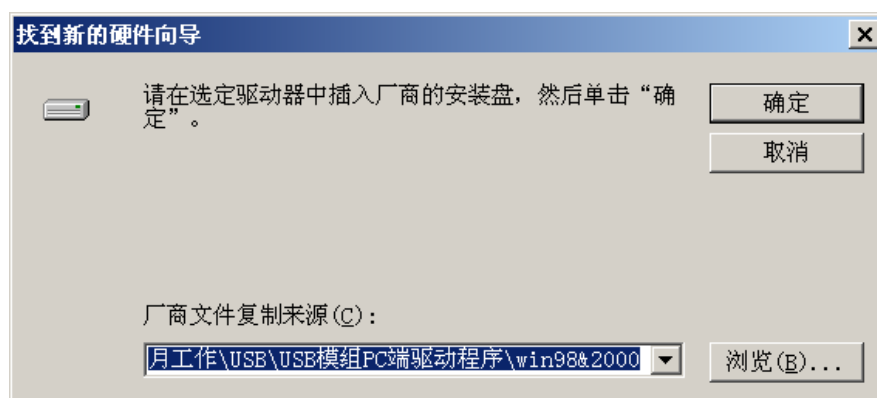 找到新的硬件向导
请在选定驱动器中插入厂商的安装盘，然后单击“确
定”。
确定
取消
厂商文件复制来源(C):
月工作\USB\USB模组PC端驱动程序\win98&2000
浏览(B)...